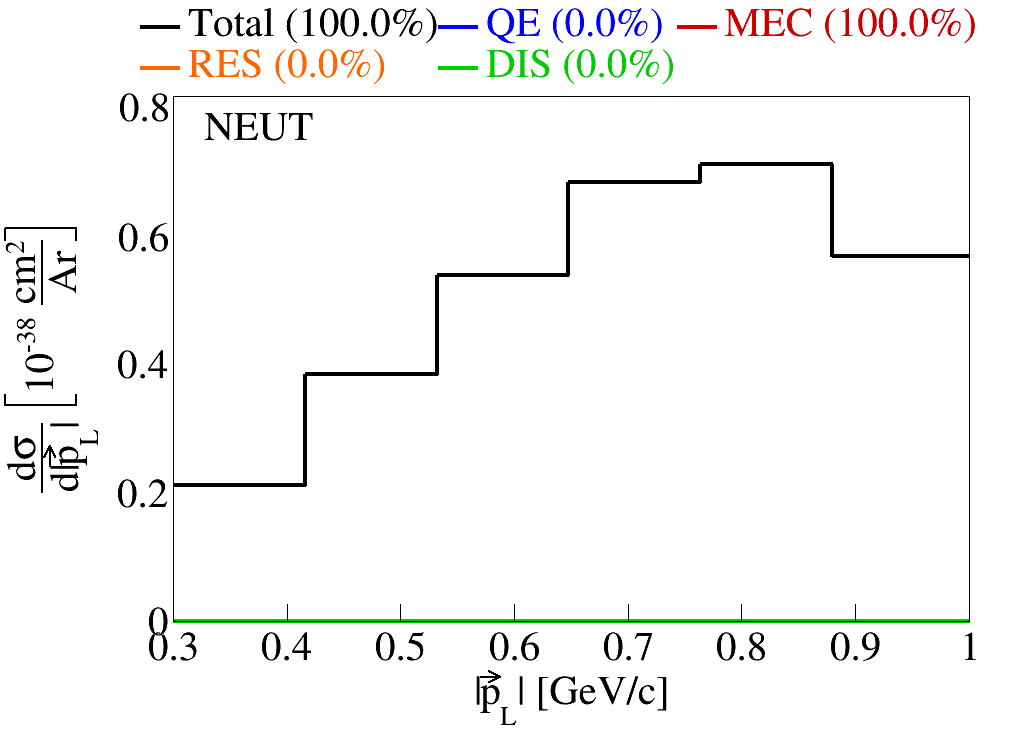 Total (100.0%) QE (0.0%) MEC (100.0%)
RES (0.0%) DIS (0.0%)
NEUT
0.8
0.6
0.4
0.2
0
dσ/d|p⃗_L| [10^-38 cm²/Ar]
0.3 0.4 0.5 0.6 0.7 0.8 0.9 1
|p⃗_L| [GeV/c]